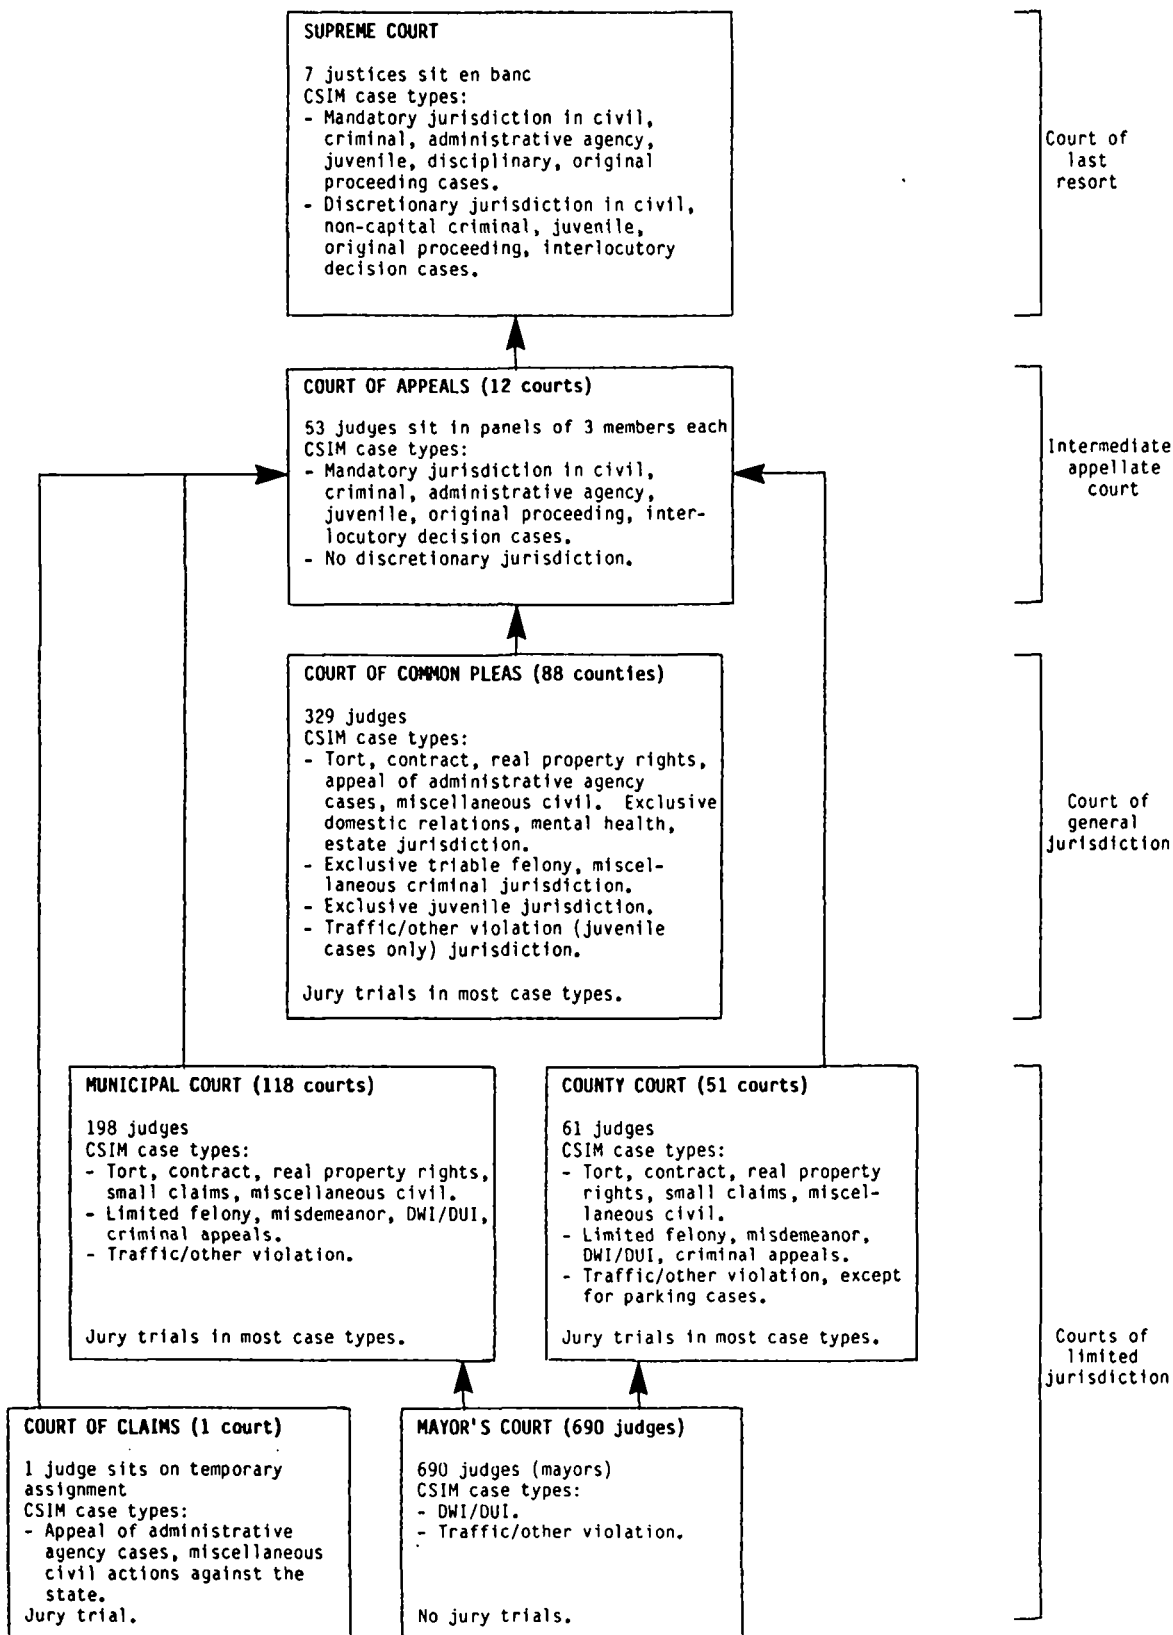 SUPREME COURT
7 justices sit en banc
CSIM case types:
- Mandatory jurisdiction in civil,
criminal, administrative agency,
juvenile, disciplinary, original
proceeding cases.
- Discretionary jurisdiction in civil,
non-capital criminal, juvenile,
original proceeding, interlocutory
decision cases.
Court of
last
resort
COURT OF APPEALS (12 courts)
53 judges sit in panels of 3 members each
CSIM case types:
- Mandatory jurisdiction in civil,
criminal, administrative agency,
juvenile, original proceeding, inter-
locutory decision cases.
- No discretionary jurisdiction.
Intermediate
appellate
court
COURT OF COMMON PLEAS (88 counties)
329 judges
CSIM case types:
- Tort, contract, real property rights,
appeal of administrative agency
cases, miscellaneous civil. Exclusive
domestic relations, mental health,
estate jurisdiction.
- Exclusive triable felony, miscel-
laneous criminal jurisdiction.
- Exclusive juvenile jurisdiction.
- Traffic/other violation (juvenile
cases only) jurisdiction.
Jury trials in most case types.
Court of
general
jurisdiction
MUNICIPAL COURT (118 courts)
198 judges
CSIM case types:
- Tort, contract, real property rights,
small claims, miscellaneous civil.
- Limited felony, misdemeanor, DWI/DUI,
criminal appeals.
- Traffic/other violation.
Jury trials in most case types.
COUNTY COURT (51 courts)
61 judges
CSIM case types:
- Tort, contract, real property
rights, small claims, miscel-
laneous civil.
- Limited felony, misdemeanor,
DWI/DUI, criminal appeals.
- Traffic/other violation, except
for parking cases.
Jury trials in most case types.
Courts of
limited
jurisdiction
COURT OF CLAIMS (1 court)
1 judge sits on temporary
assignment
CSIM case types:
- Appeal of administrative
agency cases, miscellaneous
civil actions against the
state.
Jury trial.
MAYOR'S COURT (690 judges)
690 judges (mayors)
CSIM case types:
- DWI/DUI.
- Traffic/other violation.
No jury trials.